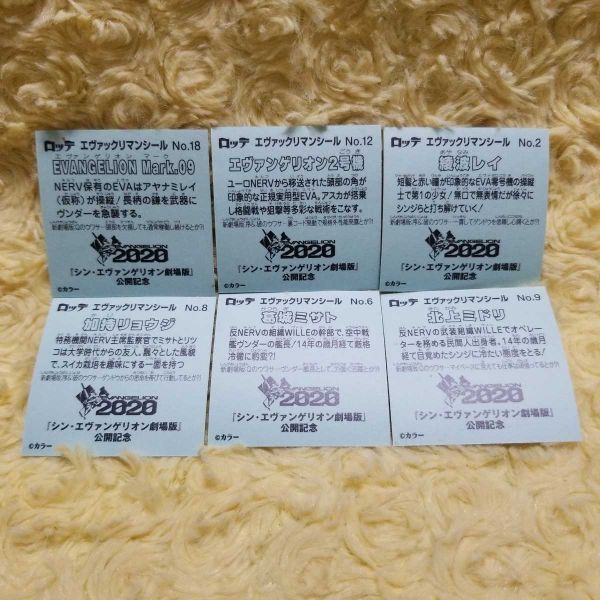 ロッテ エヴァックリマンシール No.18
EVANGELION Mark.09
NERV保有のEVAはアヤナミレイ
(仮称)が操縦!長柄の鎌を武器に
ヴンダーを急襲する。
EVANGELION
2020
『シン・エヴァンゲリオン劇場版』
公開記念
©カラー
ロッテ エヴァックリマンシール No.12
エヴァンゲリオン2号機
ユーロNERVから移送された頭部の角が
印象的な正規実用型EVA。アスカが搭乗
し格闘戦や狙撃等多彩な戦術をこなす。
EVANGELION
2020
『シン・エヴァンゲリオン劇場版』
公開記念
©カラー
ロッテ エヴァックリマンシール No.2
綾波レイ
短髪と赤い瞳が印象的なEVA零号機の操縦
士で第1の少女!無口で無表情だが徐々に
シンジらと打ち解けていく!
EVANGELION
2020
『シン・エヴァンゲリオン劇場版』
公開記念
©カラー
ロッテ エヴァックリマンシール No.8
加持リョウジ
特務機関NERV主席監察官でミサトとリツ
コは大学時代からの友人。飄々とした風貌
で、スイカ栽培を趣味にする一面を持つ
EVANGELION
2020
『シン・エヴァンゲリオン劇場版』
公開記念
©カラー
ロッテ エヴァックリマンシール No.6
葛城ミサト
反NERVの組織WILLEの幹部で、空中戦
艦ヴンダーの艦長!14年の歳月経て厳格
冷徹に豹変?!
EVANGELION
2020
『シン・エヴァンゲリオン劇場版』
公開記念
©カラー
ロッテ エヴァックリマンシール No.9
北上ミドリ
反NERVの武装組織WILLEでオペレー
ターを務める民間人出身者。14年の歳月
経て目覚めたシンジに冷たい態度をとる!
EVANGELION
2020
『シン・エヴァンゲリオン劇場版』
公開記念
©カラー